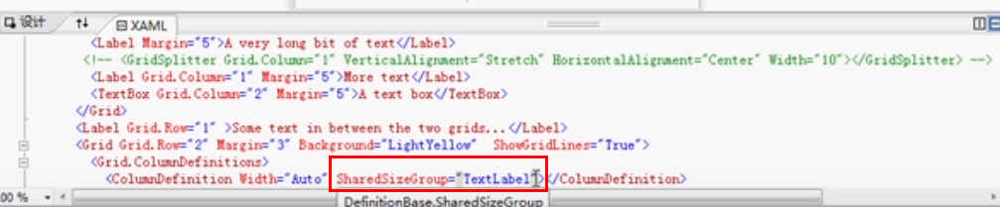 设计 XAML
<Label Margin="5">A very long bit of text</Label>
<!-- <GridSplitter Grid.Column="1" VerticalAlignment="Stretch" HorizontalAlignment="Center" Width="10"></GridSplitter> -->
<Label Grid.Column="1" Margin="5">More text</Label>
<TextBox Grid.Column="2" Margin="5">A text box</TextBox>
</Grid>
<Label Grid.Row="1" >Some text in between the two grids...</Label>
<Grid Grid.Row="2" Margin="3" Background="LightYellow"  ShowGridLines="True">
<Grid.ColumnDefinitions>
<ColumnDefinition Width="Auto" SharedSizeGroup="TextLabel"></ColumnDefinition>
00 %
DefinitionBase.SharedSizeGroup